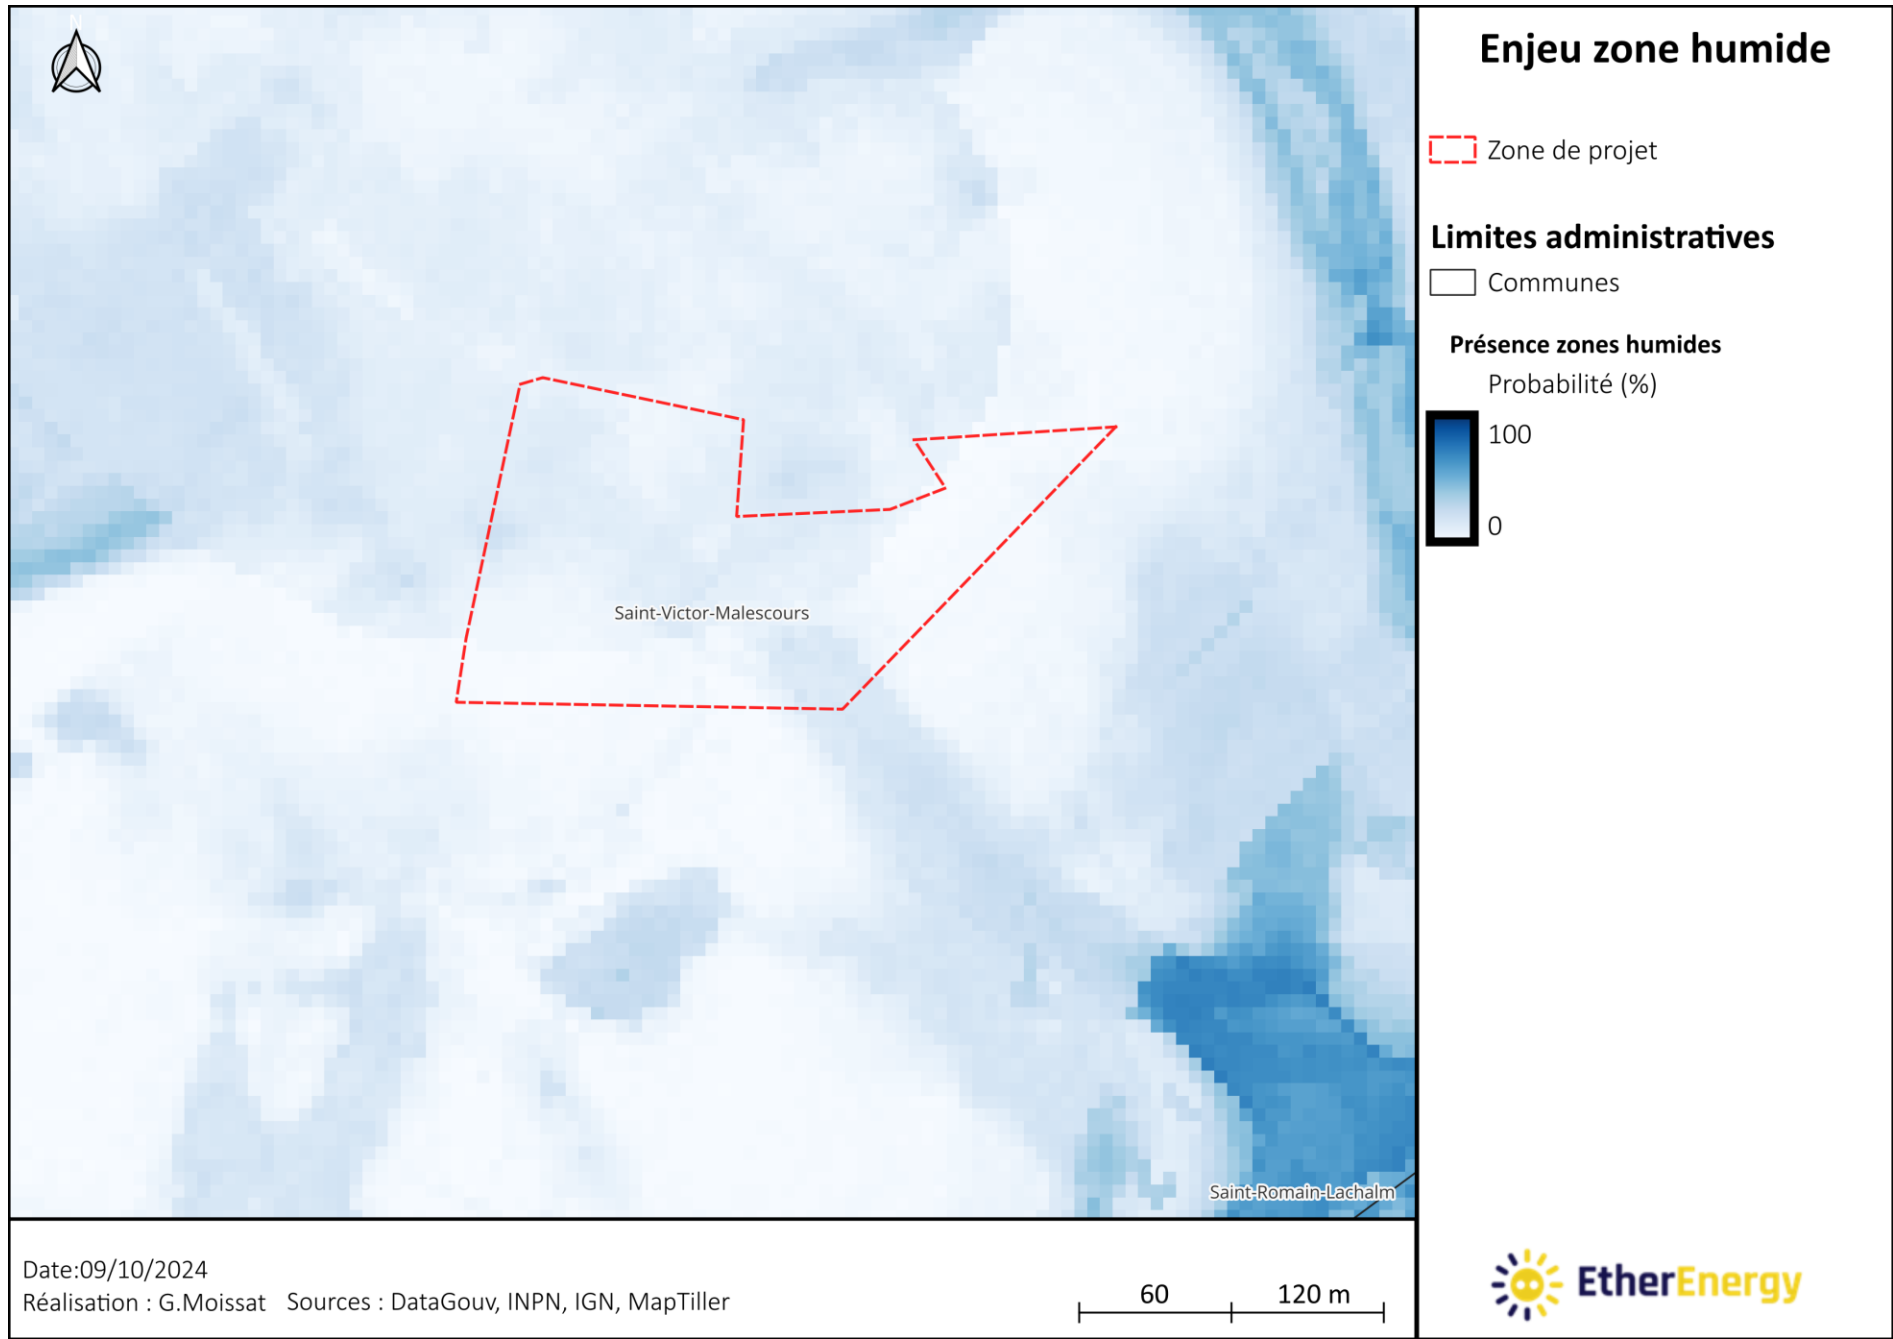 N
Enjeu zone humide
Zone de projet
Limites administratives
Communes
Présence zones humides
Probabilité (%)
100
0
Saint-Victor-Malescours
Saint-Romain-Lachalm
Date:09/10/2024
Réalisation : G.Moissat Sources : DataGouv, INPN, IGN, MapTiller
60 120 m
EtherEnergy